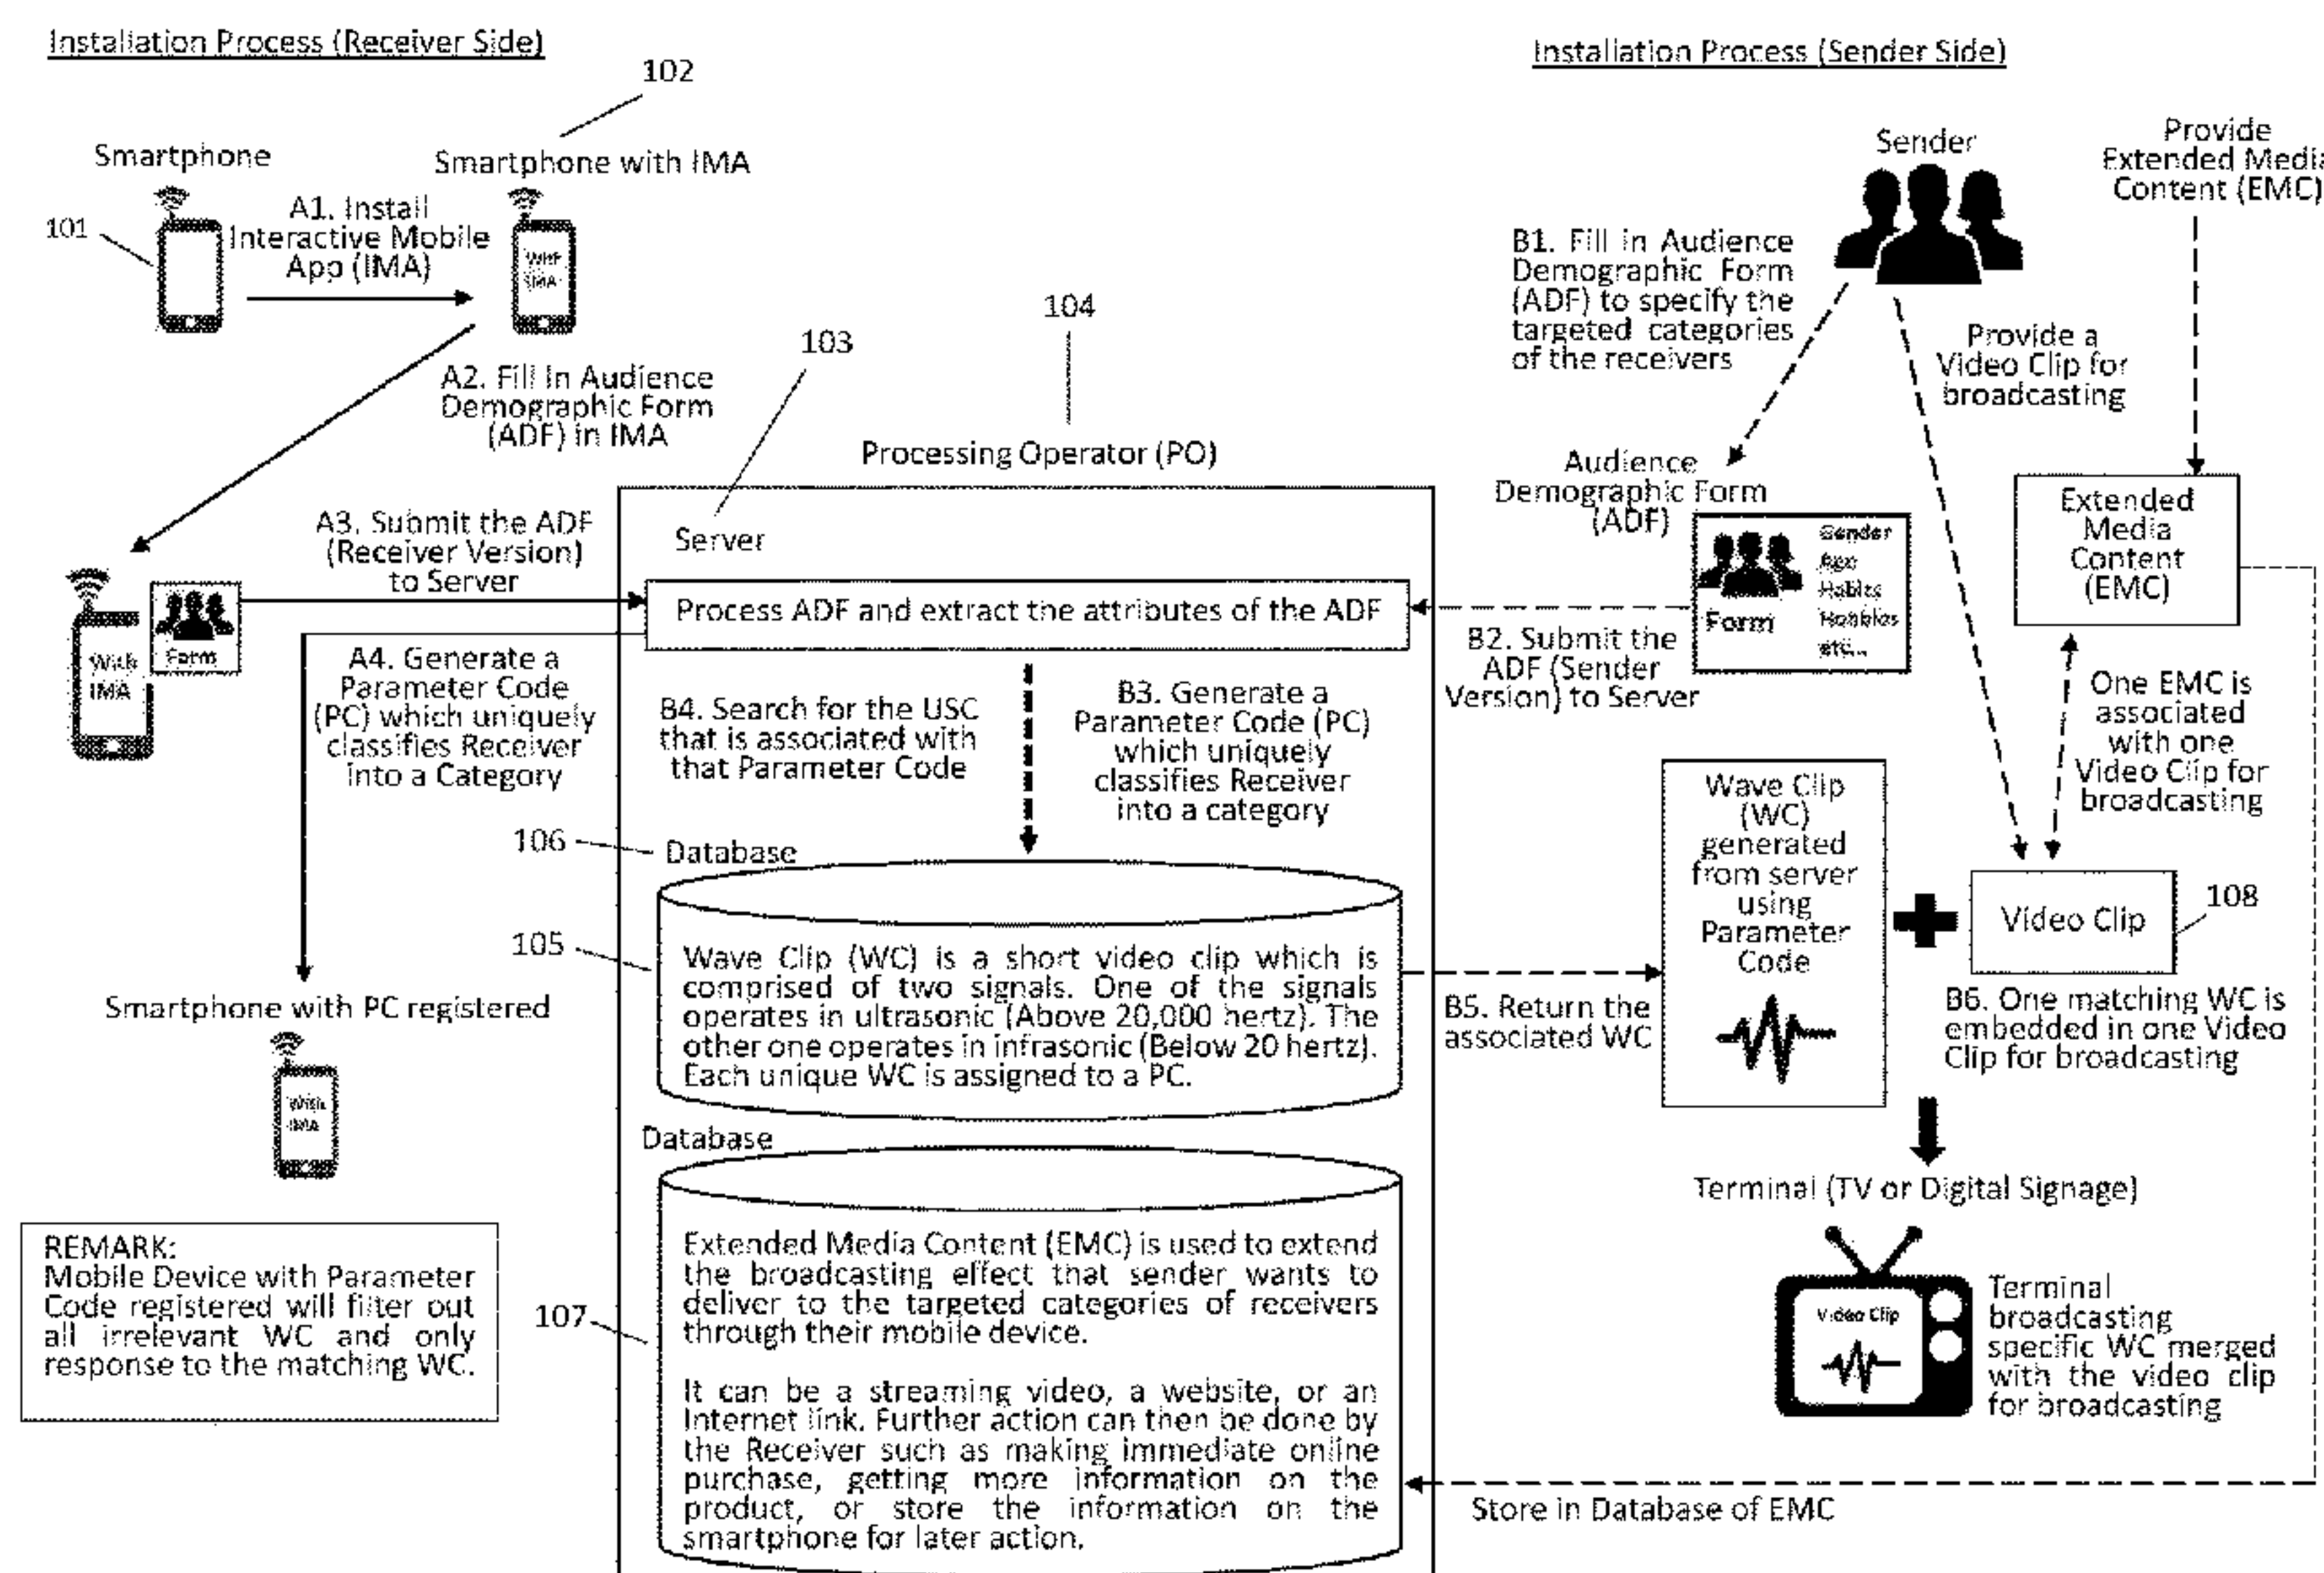 Installation Process (Receiver Side)
102
Smartphone
Smartphone with IMA
101
A1. Install
Interactive Mobile
App (IMA)
With
IMA
A2. Fill In Audience
Demographic Form
(ADF) in IMA
103
104
Processing Operator (PO)
A3. Submit the ADF
(Receiver Version)
to Server
With
IMA
Form
A4. Generate a
Parameter Code
(PC) which uniquely
classifies Receiver
into a Category
Smartphone with PC registered
With
IMA
REMARK:
Mobile Device with Parameter
Code registered will filter out
all irrelevant WC and only
response to the matching WC.
Server
Process ADF and extract the attributes of the ADF
B4. Search for the USC
that is associated with
that Parameter Code
B3. Generate a
Parameter Code (PC)
which uniquely
classifies Receiver
into a category
106
Database
105
Wave Clip (WC) is a short video clip which is
comprised of two signals. One of the signals
operates in ultrasonic (Above 20,000 hertz). The
other one operates in infrasonic (Below 20 hertz).
Each unique WC is assigned to a PC.
Database
107
Extended Media Content (EMC) is used to extend
the broadcasting effect that sender wants to
deliver to the targeted categories of receivers
through their mobile device.
It can be a streaming video, a website, or an
Internet link. Further action can then be done by
the Receiver such as making immediate online
purchase, getting more information on the
product, or store the information on the
smartphone for later action.
Installation Process (Sender Side)
Sender
Provide
Extended Media
Content (EMC)
B1. Fill in Audience
Demographic Form
(ADF) to specify the
targeted categories
of the receivers
Provide a
Video Clip for
broadcasting
Audience
Demographic Form
(ADF)
Form
Gender
Age
Habits
Hobbies
etc...
Extended
Media
Content
(EMC)
B2. Submit the
ADF (Sender
Version) to Server
One EMC is
associated
with one
Video Clip for
broadcasting
Wave Clip
(WC)
generated
from server
using
Parameter
Code
Video Clip
108
B5. Return the
associated WC
B6. One matching WC is
embedded in one Video
Clip for broadcasting
Terminal (TV or Digital Signage)
Video Clip
Terminal
broadcasting
specific WC merged
with the video clip
for broadcasting
Store in Database of EMC